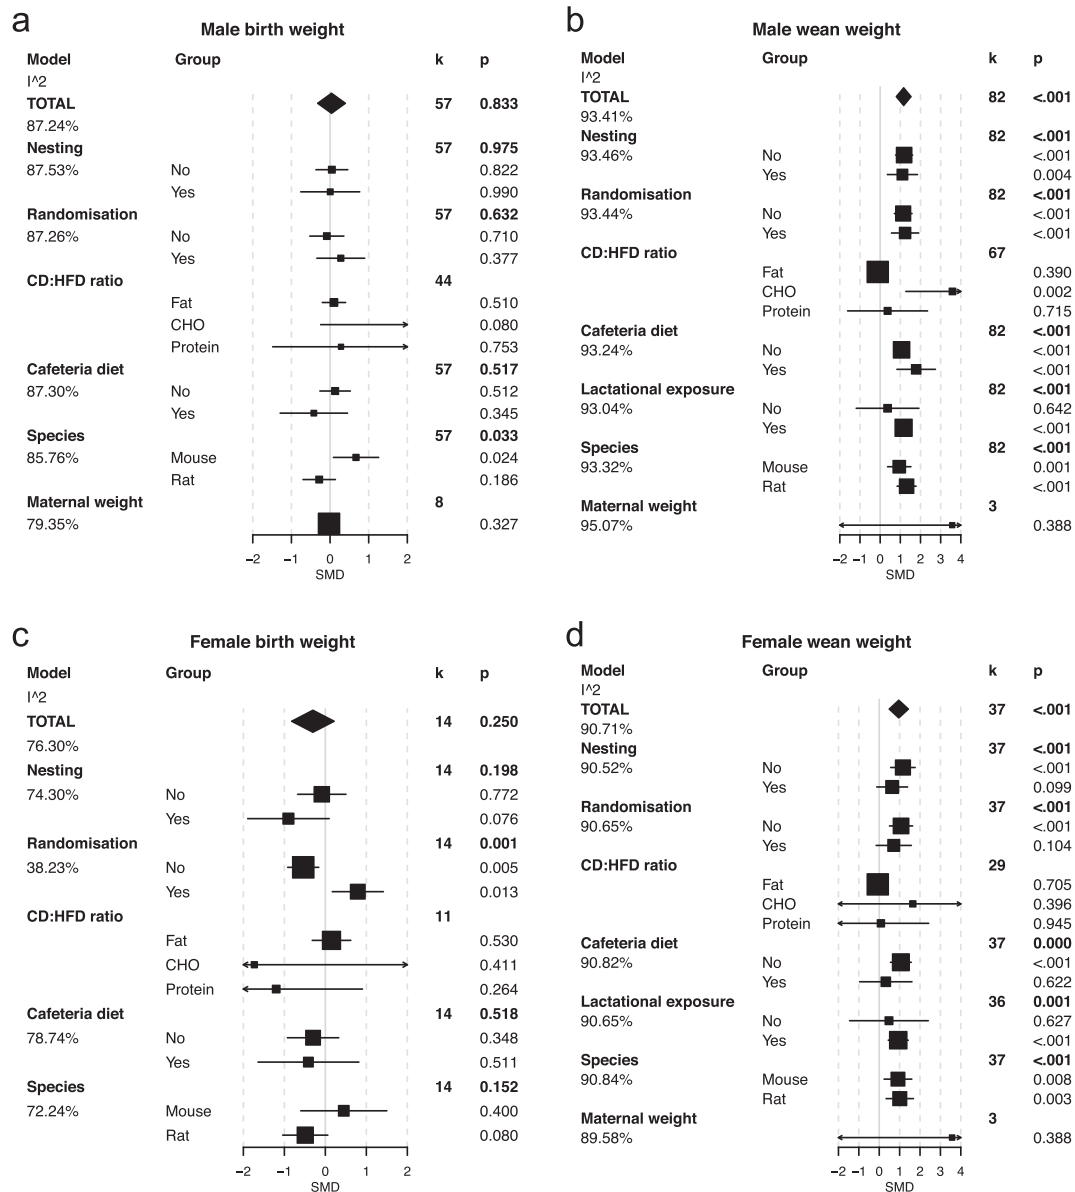 a
Male birth weight
Model Group k p
I^2
TOTAL 57 0.833
87.24%
Nesting 57 0.975
87.53% No 0.822
Yes 0.990
Randomisation 57 0.632
87.26% No 0.710
Yes 0.377
CD:HFD ratio 44
Fat 0.510
CHO 0.080
Protein 0.753
Cafeteria diet 57 0.517
87.30% No 0.512
Yes 0.345
Species 57 0.033
85.76% Mouse 0.024
Rat 0.186
Maternal weight 8
79.35% 0.327
−2 −1 0 1 2
SMD
b
Male wean weight
Model Group k p
I^2
TOTAL 82 <.001
93.41%
Nesting 82 <.001
93.46% No <.001
Yes 0.004
Randomisation 82 <.001
93.44% No <.001
Yes <.001
CD:HFD ratio 67
Fat 0.390
CHO 0.002
Protein 0.715
Cafeteria diet 82 <.001
93.24% No <.001
Yes <.001
Lactational exposure 82 <.001
93.04% No 0.642
Yes <.001
Species 82 <.001
93.32% Mouse 0.001
Rat <.001
Maternal weight 3
95.07% 0.388
−2 −1 0 1 2 3 4
SMD
c
Female birth weight
Model Group k p
I^2
TOTAL 14 0.250
76.30%
Nesting 14 0.198
74.30% No 0.772
Yes 0.076
Randomisation 14 0.001
38.23% No 0.005
Yes 0.013
CD:HFD ratio 11
Fat 0.530
CHO 0.411
Protein 0.264
Cafeteria diet 14 0.518
78.74% No 0.348
Yes 0.511
Species 14 0.152
72.24% Mouse 0.400
Rat 0.080
−2 −1 0 1 2
SMD
d
Female wean weight
Model Group k p
I^2
TOTAL 37 <.001
90.71%
Nesting 37 <.001
90.52% No <.001
Yes 0.099
Randomisation 37 <.001
90.65% No <.001
Yes 0.104
CD:HFD ratio 29
Fat 0.705
CHO 0.396
Protein 0.945
Cafeteria diet 37 0.000
90.82% No <.001
Yes 0.622
Lactational exposure 36 0.001
90.65% No 0.627
Yes <.001
Species 37 <.001
90.84% Mouse 0.008
Rat 0.003
Maternal weight 3
89.58% 0.388
−2 −1 0 1 2 3 4
SMD